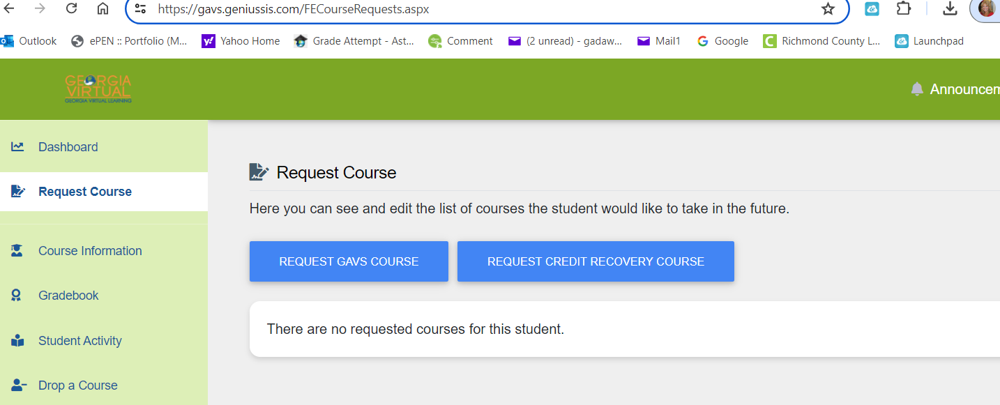 https://gavs.geniussis.com/FECourseRequests.aspx
Outlook ePEN :: Portfolio (M... Yahoo Home Grade Attempt - Ast... Comment (2 unread) - gadaw... Mail1 Google Richmond County L... Launchpad
GEORGIA
VIRTUAL
GEORGIA VIRTUAL LEARNING
Announcem
Dashboard
Request Course
Course Information
Gradebook
Student Activity
Drop a Course
Request Course
Here you can see and edit the list of courses the student would like to take in the future.
REQUEST GAVS COURSE REQUEST CREDIT RECOVERY COURSE
There are no requested courses for this student.